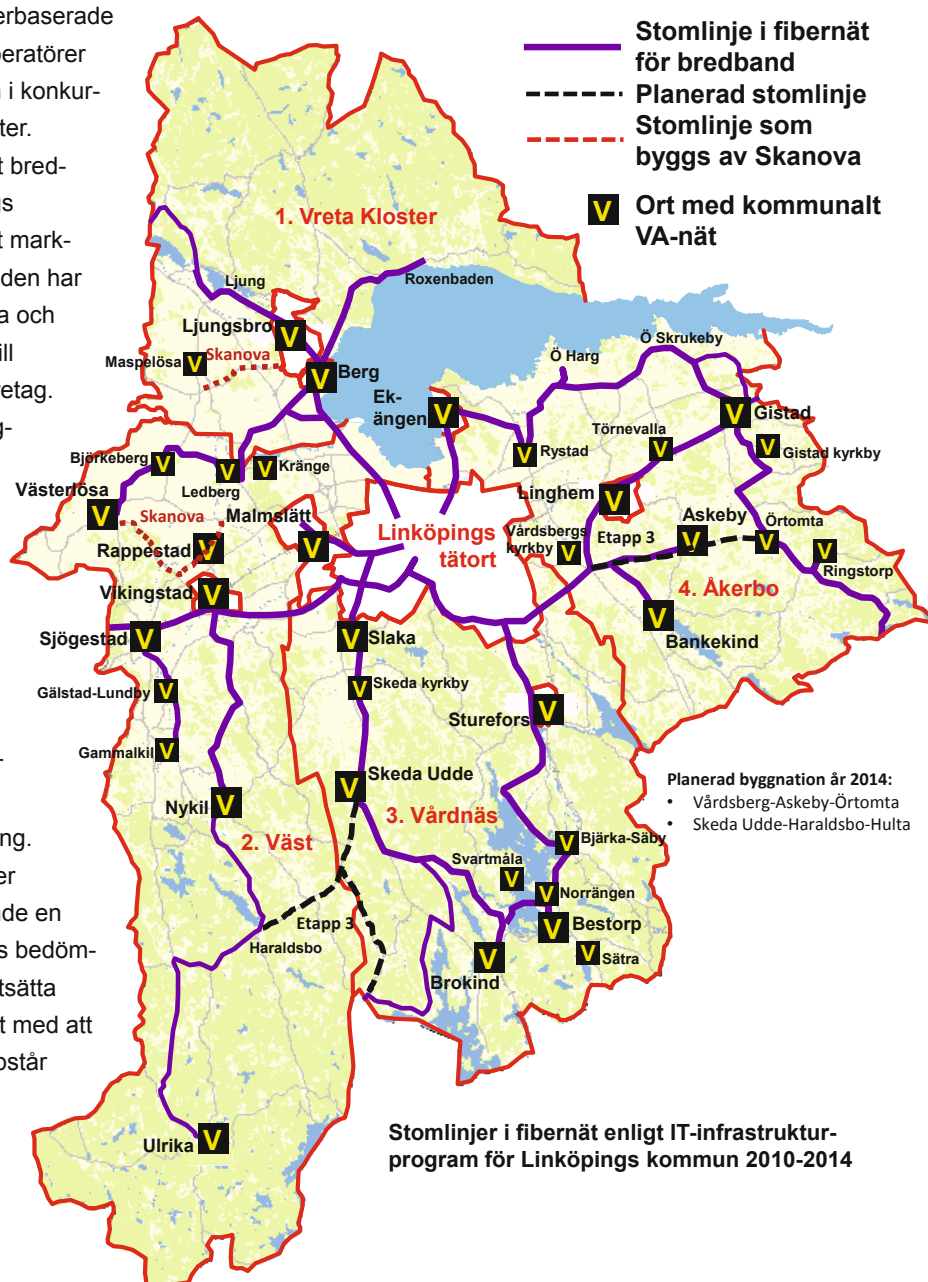 erbaserade
peratörer
i konkur-
ter.
t bred-
gs
t mark-
den har
a och
ill
retag.
g-
r
ng.
er
nde en
s bedöm-
tsätta
t med att
ostår
Stomlinje i fibernät
för bredband
Planerad stomlinje
Stomlinje som
byggs av Skanova
V Ort med kommunalt
VA-nät
1. Vreta Kloster
Ljung
Roxenbaden
Ljungsbro V
Maspelösa V
Skanova
V Berg
Ek-
ängen V
Ö Harg
Ö Skrukeby
V Gistad
Törnevalla
V
V Rystad
V Gistad kyrkby
Björkeberg V
Ledberg V
V Kränge
Västerlösa
V
Skanova
Malmslätt
V
Rappestad V
Linköpings
tätort
Linghem V
Vårdsbergs
kyrkby V
Etapp 3
Askeby
V
Örtomta
V
V
Ringstorp
4. Åkerbo
V
Bankekind
Vikingstad V
Sjögestad V
V
Slaka
Gälstad-Lundby V
V Skeda kyrkby
Sturefors V
Gammalkil V
V Skeda Udde
Nykil V
2. Väst
3. Vårdnäs
Planerad byggnation år 2014:
• Vårdsberg-Askeby-Örtomta
• Skeda Udde-Haraldsbo-Hulta
V Bjärka-Säby
Svartmåla
V
V Norrängen
V
Bestorp
V
Sätra
V
Brokind
Etapp 3
Haraldsbo
Ulrika V
Stomlinjer i fibernät enligt IT-infrastruktur-
program för Linköpings kommun 2010-2014